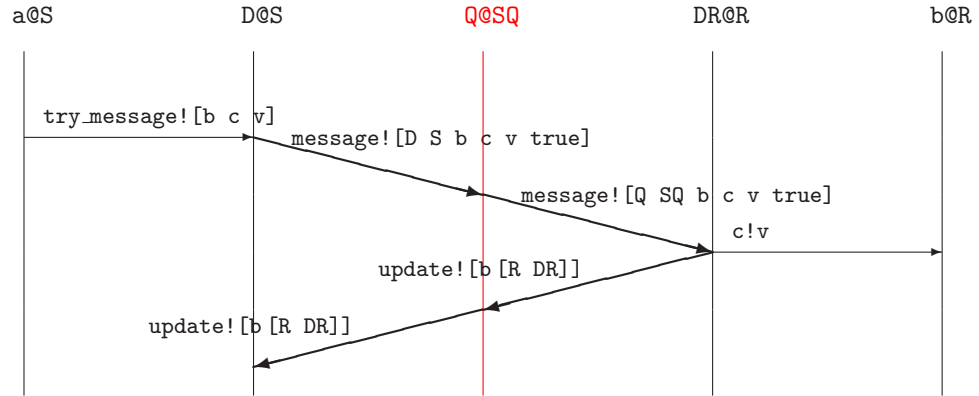 a@S D@S Q@SQ DR@R b@R
try_message![b c v]
message![D S b c v true]
message![Q SQ b c v true]
c!v
update![b [R DR]]
update![b [R DR]]